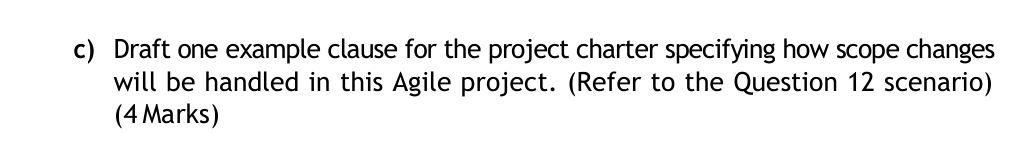 c) Draft one example clause for the project charter specifying how scope changes
will be handled in this Agile project. (Refer to the Question 12 scenario)
(4 Marks)